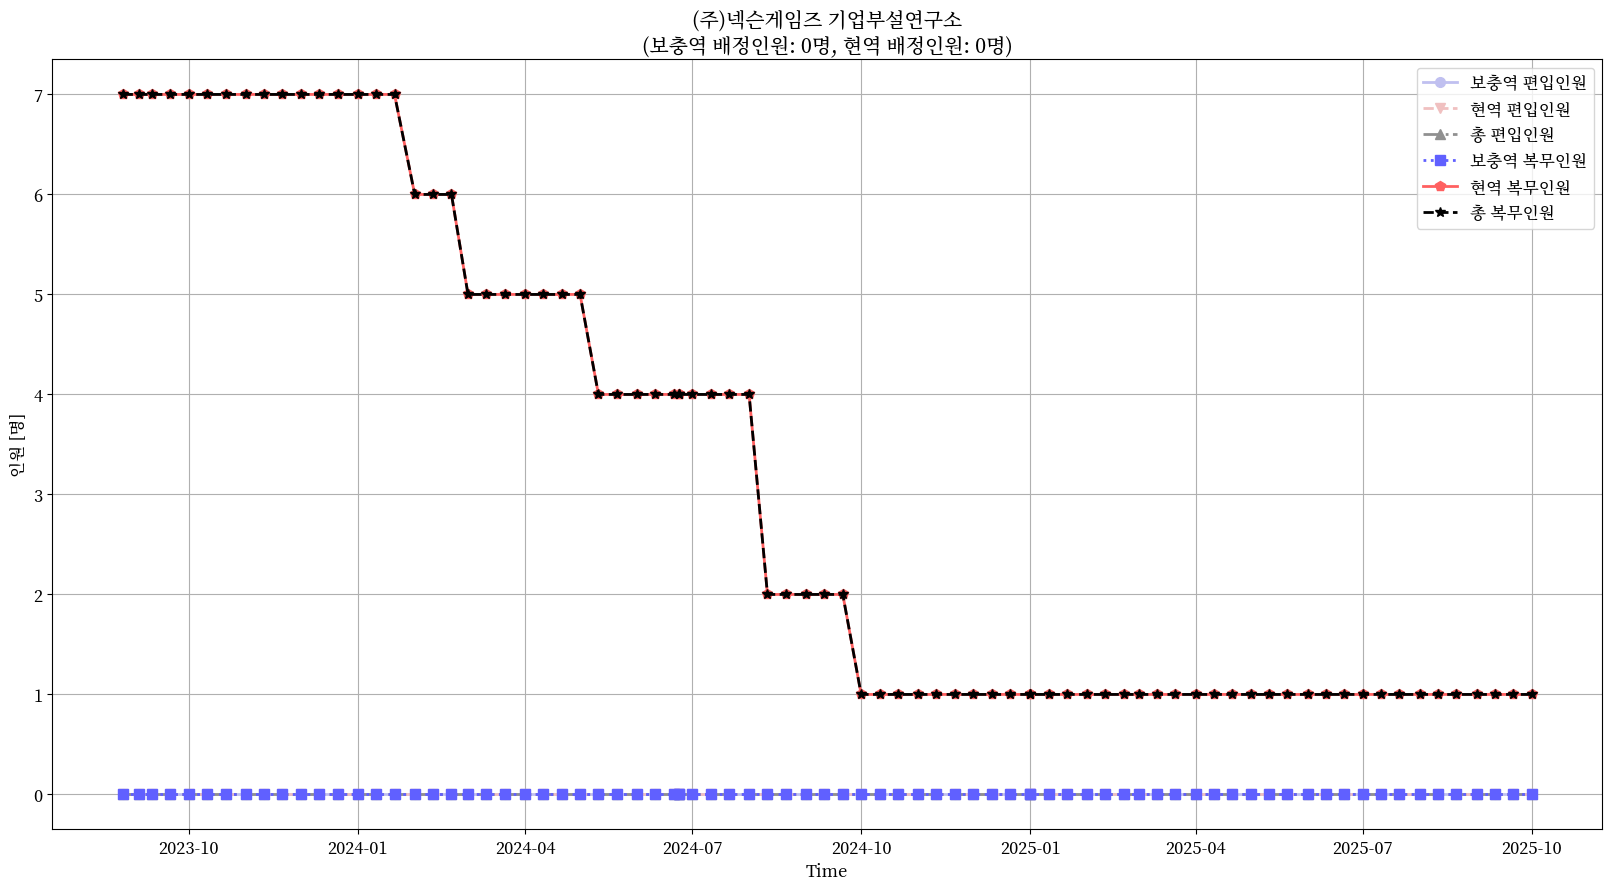 (주)넥슨게임즈 기업부설연구소
(보충역 배정인원: 0명, 현역 배정인원: 0명)
보충역 편입인원
현역 편입인원
총 편입인원
보충역 복무인원
현역 복무인원
총 복무인원
인원 [명]
7
6
5
4
3
2
1
0
2023-10
2024-01
2024-04
2024-07
2024-10
2025-01
2025-04
2025-07
2025-10
Time